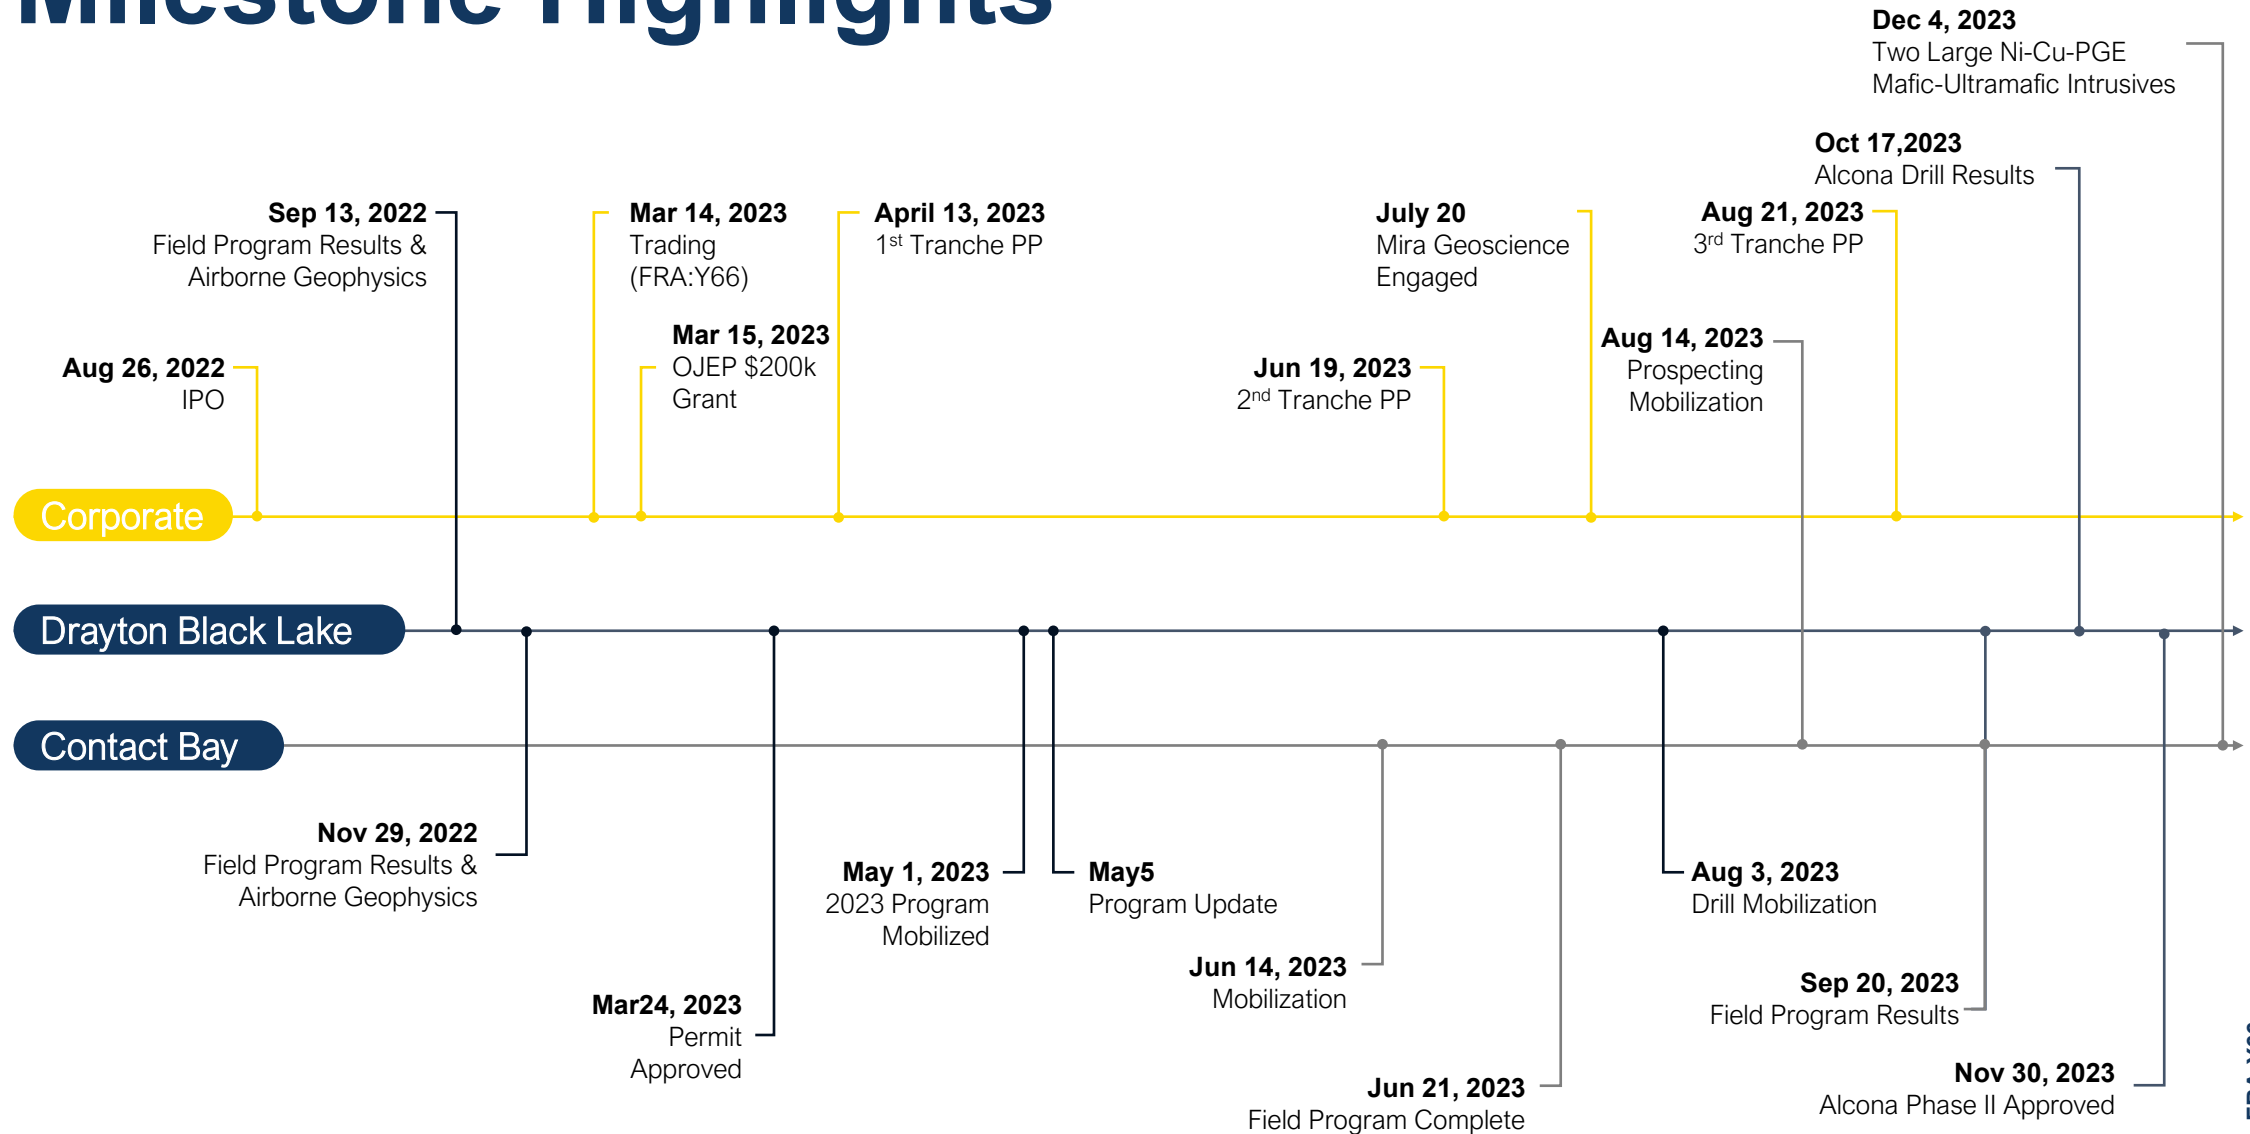 Milestone Highlights
Dec 4, 2023
Two Large Ni-Cu-PGE
Mafic-Ultramafic Intrusives
Oct 17,2023
Alcona Drill Results
Sep 13, 2022
Field Program Results &
Airborne Geophysics
Mar 14, 2023
Trading
(FRA:Y66)
April 13, 2023
1st Tranche PP
July 20
Mira Geoscience
Engaged
Aug 21, 2023
3rd Tranche PP
Mar 15, 2023
OJEP $200k
Grant
Aug 26, 2022
IPO
Jun 19, 2023
2nd Tranche PP
Aug 14, 2023
Prospecting
Mobilization
Corporate
Drayton Black Lake
Contact Bay
Nov 29, 2022
Field Program Results &
Airborne Geophysics
May 1, 2023
2023 Program
Mobilized
May5
Program Update
Aug 3, 2023
Drill Mobilization
Jun 14, 2023
Mobilization
Mar24, 2023
Permit
Approved
Sep 20, 2023
Field Program Results
Jun 21, 2023
Field Program Complete
Nov 30, 2023
Alcona Phase II Approved